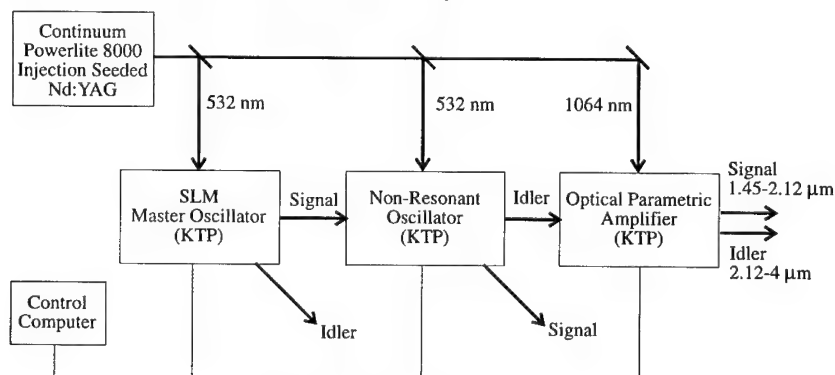 Continuum
Powerlite 8000
Injection Seeded
Nd:YAG
532 nm
532 nm
1064 nm
SLM
Master Oscillator
(KTP)
Signal
Non-Resonant
Oscillator
(KTP)
Idler
Optical Parametric
Amplifier
(KTP)
Signal
1.45-2.12 µm
Idler
2.12-4 µm
Control
Computer
Idler
Signal